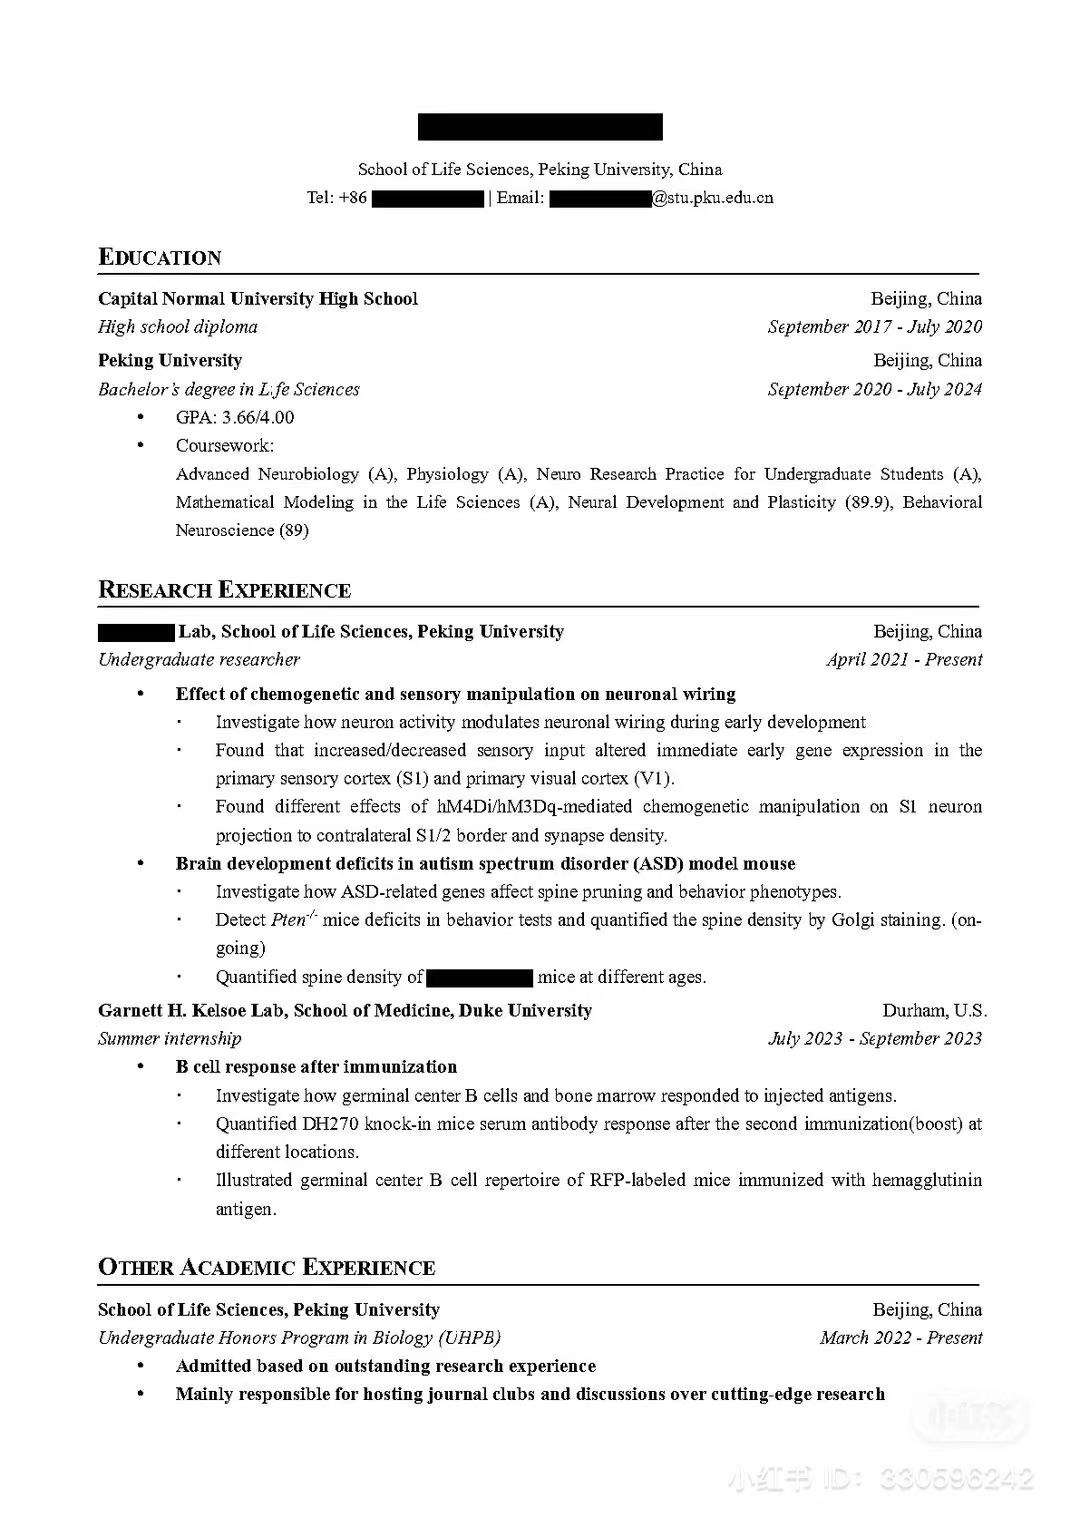 School of Life Sciences, Peking University, China
Tel: +86 | Email: @stu.pku.edu.cn
EDUCATION
Capital Normal University High School Beijing, China
High school diploma September 2017 - July 2020
Peking University Beijing, China
Bachelor's degree in Life Sciences September 2020 - July 2024
• GPA: 3.66/4.00
• Coursework:
Advanced Neurobiology (A), Physiology (A), Neuro Research Practice for Undergraduate Students (A),
Mathematical Modeling in the Life Sciences (A), Neural Development and Plasticity (89.9), Behavioral
Neuroscience (89)
RESEARCH EXPERIENCE
Lab, School of Life Sciences, Peking University Beijing, China
Undergraduate researcher April 2021 - Present
• Effect of chemogenetic and sensory manipulation on neuronal wiring
· Investigate how neuron activity modulates neuronal wiring during early development
· Found that increased/decreased sensory input altered immediate early gene expression in the
primary sensory cortex (S1) and primary visual cortex (V1).
· Found different effects of hM4Di/hM3Dq-mediated chemogenetic manipulation on S1 neuron
projection to contralateral S1/2 border and synapse density.
• Brain development deficits in autism spectrum disorder (ASD) model mouse
· Investigate how ASD-related genes affect spine pruning and behavior phenotypes.
· Detect Pten-/- mice deficits in behavior tests and quantified the spine density by Golgi staining. (on-
going)
· Quantified spine density of mice at different ages.
Garnett H. Kelsoe Lab, School of Medicine, Duke University Durham, U.S.
Summer internship July 2023 - September 2023
• B cell response after immunization
· Investigate how germinal center B cells and bone marrow responded to injected antigens.
· Quantified DH270 knock-in mice serum antibody response after the second immunization(boost) at
different locations.
· Illustrated germinal center B cell repertoire of RFP-labeled mice immunized with hemagglutinin
antigen.
OTHER ACADEMIC EXPERIENCE
School of Life Sciences, Peking University Beijing, China
Undergraduate Honors Program in Biology (UHPB) March 2022 - Present
• Admitted based on outstanding research experience
• Mainly responsible for hosting journal clubs and discussions over cutting-edge research
小红书
小红书 ID：330596242